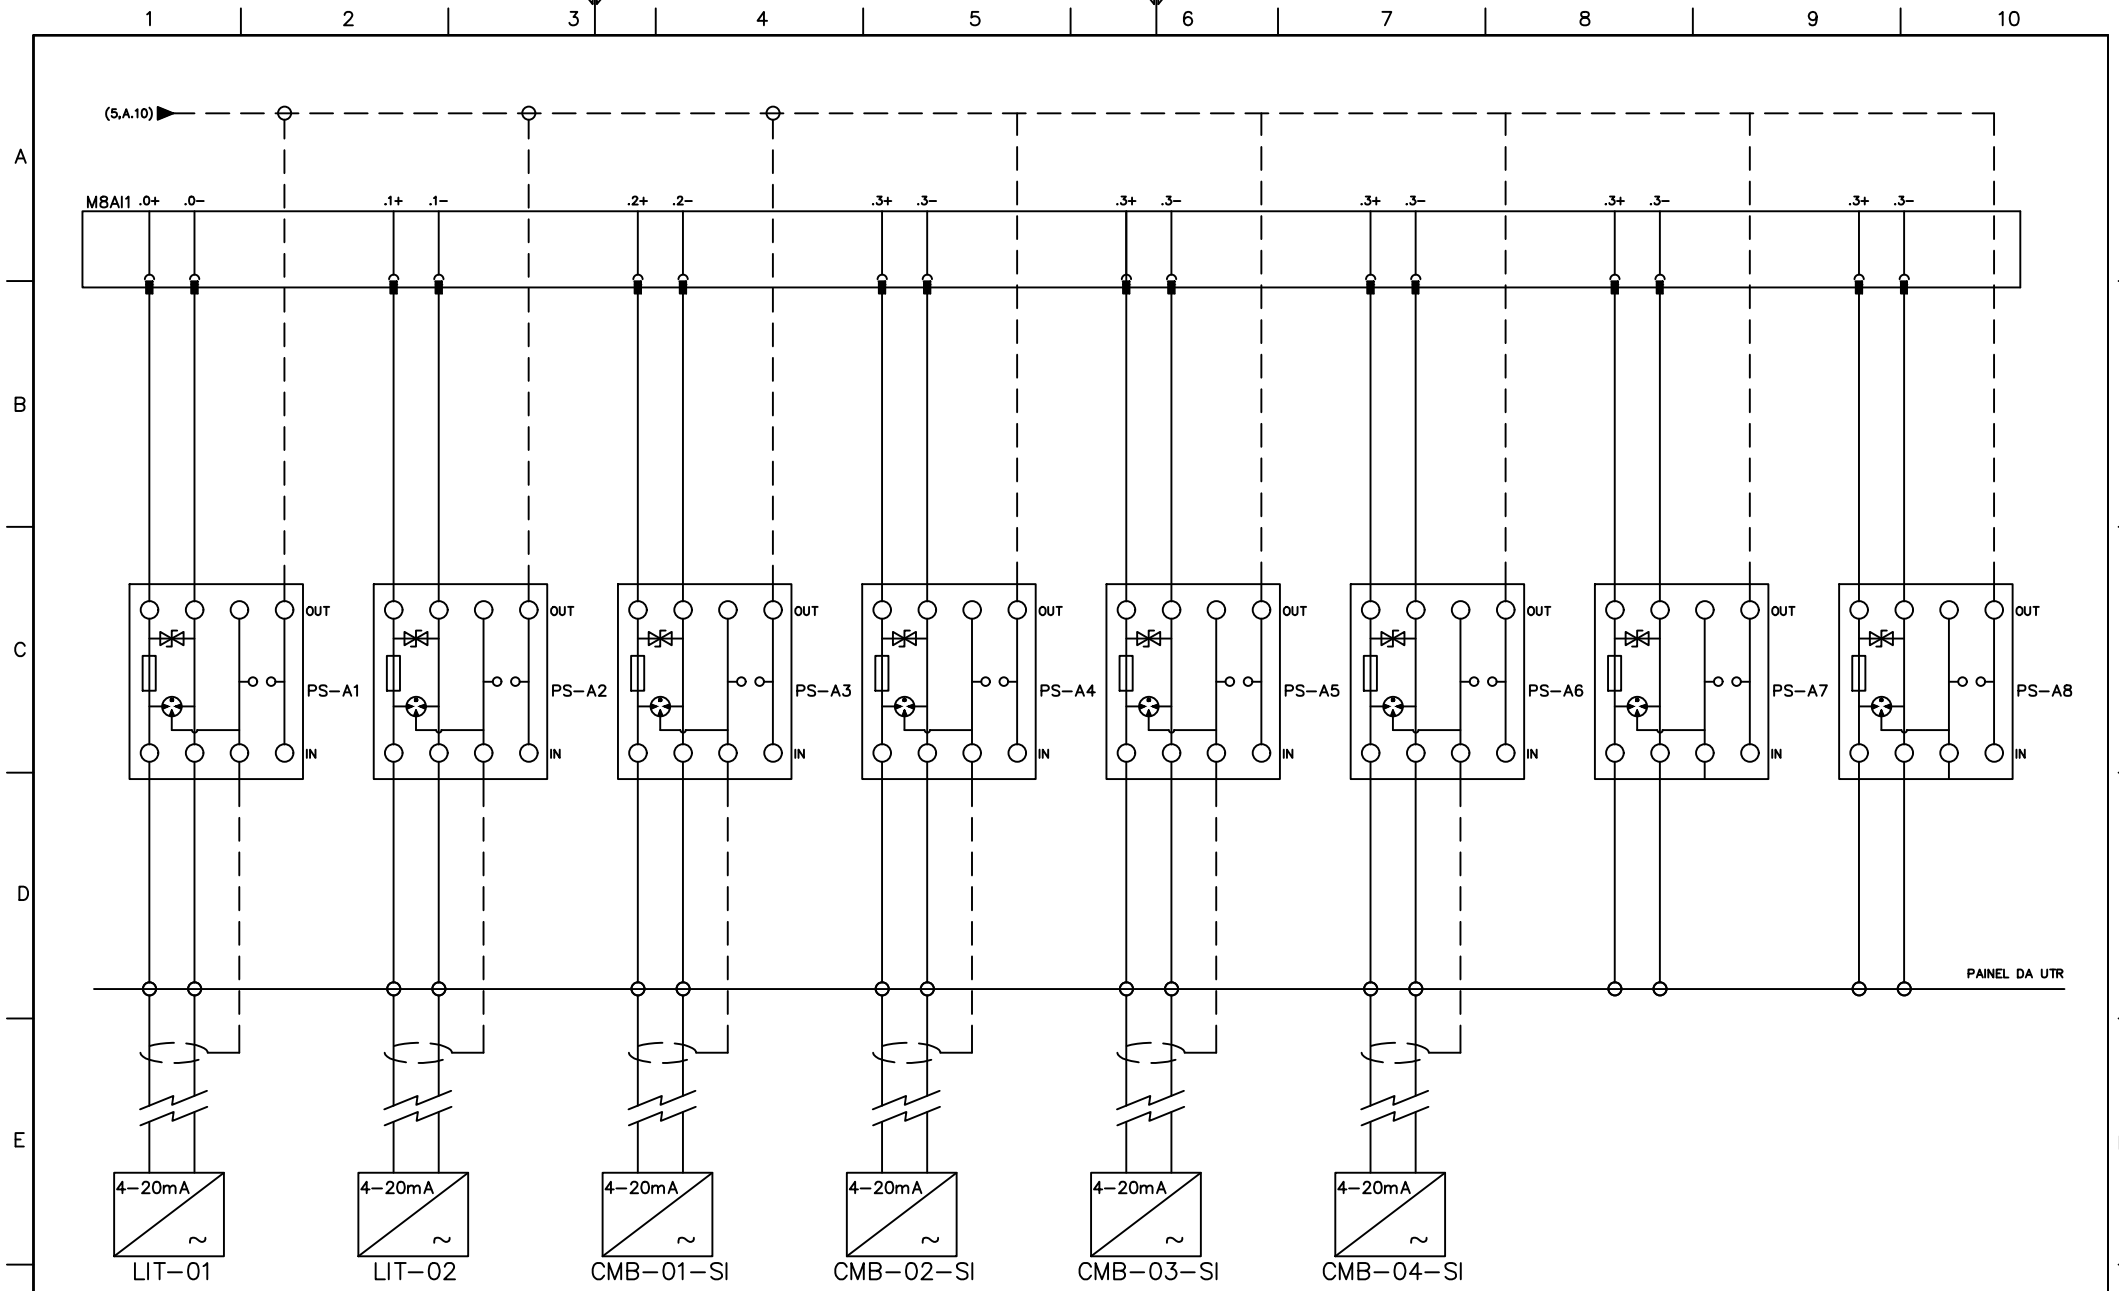 1 2 3 4 5 6 7 8 9 10
(5,A.10)
A
M8AI1 .0+ .0- .1+ .1- .2+ .2- .3+ .3- .3+ .3- .3+ .3- .3+ .3- .3+ .3-
B
OUT OUT OUT OUT OUT OUT OUT OUT
C
PS-A1 PS-A2 PS-A3 PS-A4 PS-A5 PS-A6 PS-A7 PS-A8
IN IN IN IN IN IN IN IN
D
PAINEL DA UTR
E
4-20mA 4-20mA 4-20mA 4-20mA 4-20mA 4-20mA
~ ~ ~ ~ ~ ~
LIT-01 LIT-02 CMB-01-SI CMB-02-SI CMB-03-SI CMB-04-SI